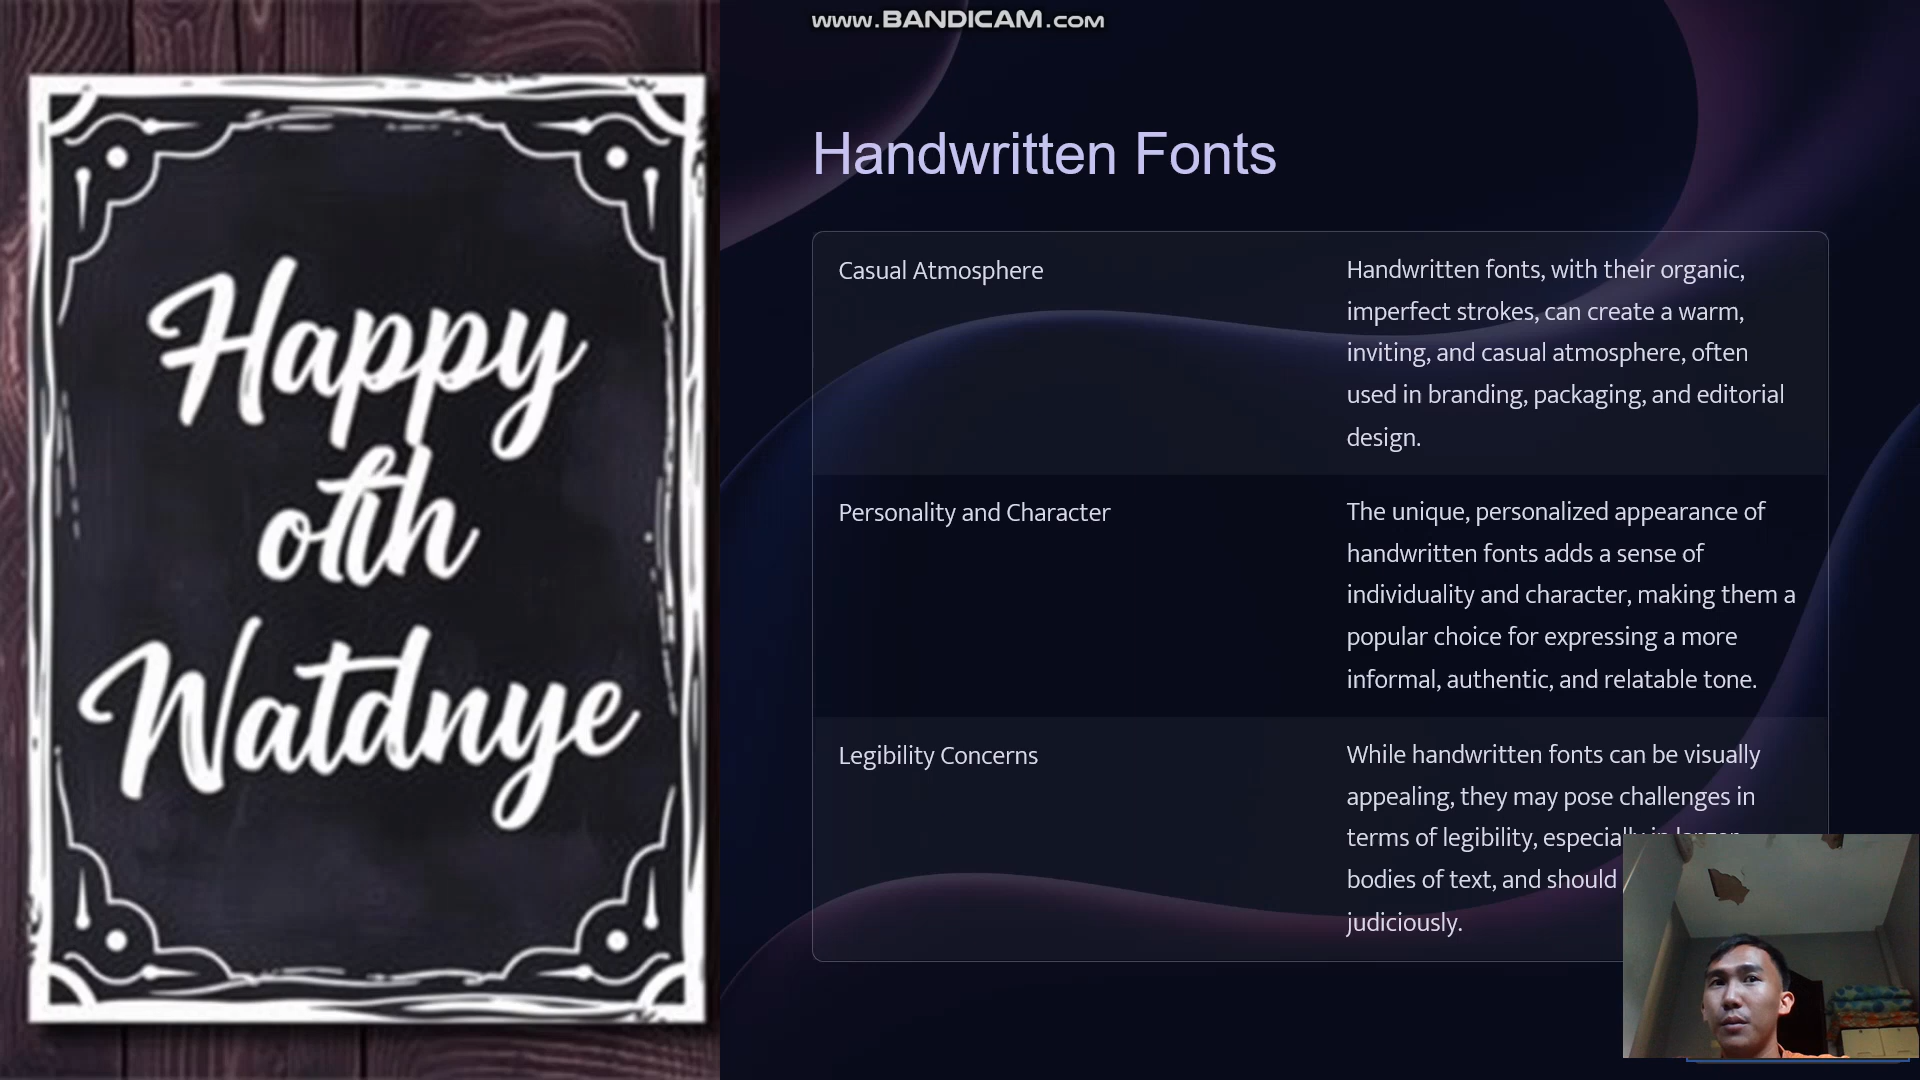 www.BANDICAM.com
Happy
oth
Watdnye
Handwritten Fonts
Casual Atmosphere
Handwritten fonts, with their organic,
imperfect strokes, can create a warm,
inviting, and casual atmosphere, often
used in branding, packaging, and editorial
design.
Personality and Character
The unique, personalized appearance of
handwritten fonts adds a sense of
individuality and character, making them a
popular choice for expressing a more
informal, authentic, and relatable tone.
Legibility Concerns
While handwritten fonts can be visually
appealing, they may pose challenges in
terms of legibility, especially in larger
bodies of text, and should
judiciously.